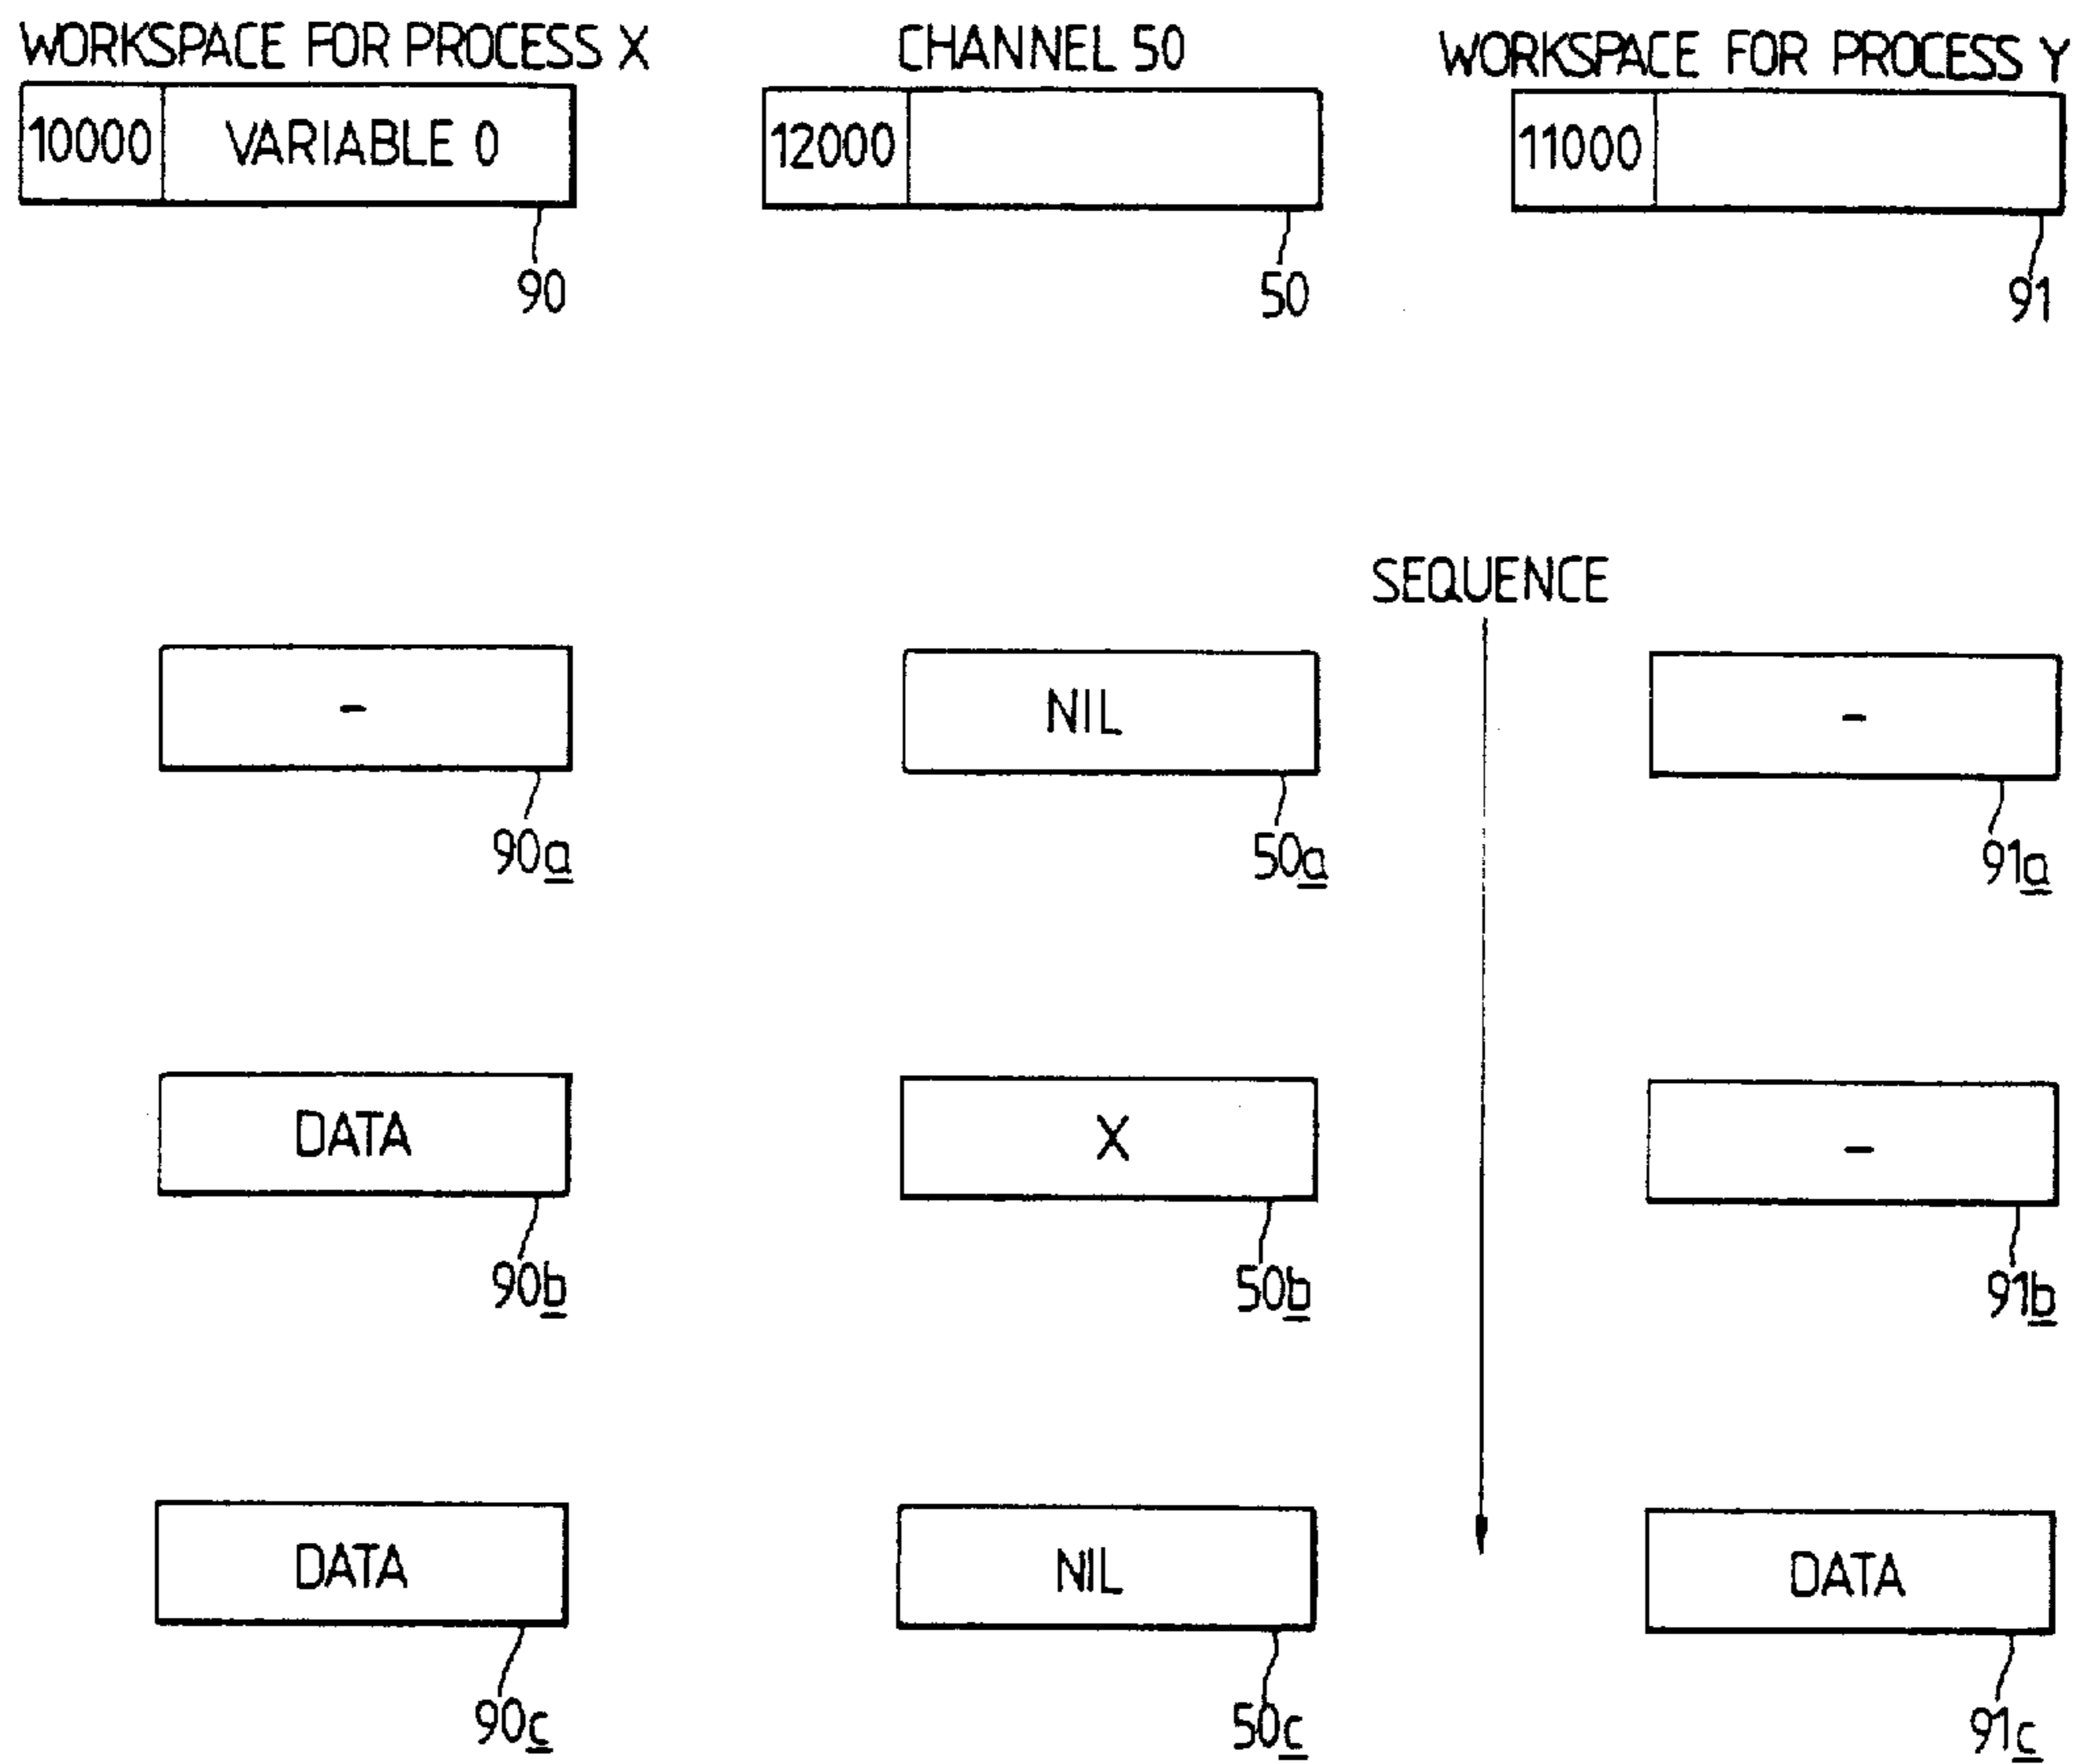 WORKSPACE FOR PROCESS X
CHANNEL 50
WORKSPACE FOR PROCESS Y
10000 VARIABLE 0
12000
11000
90
50
91
SEQUENCE
-
NIL
-
90a
50a
91a
DATA
X
-
90b
50b
91b
DATA
NIL
DATA
90c
50c
91c